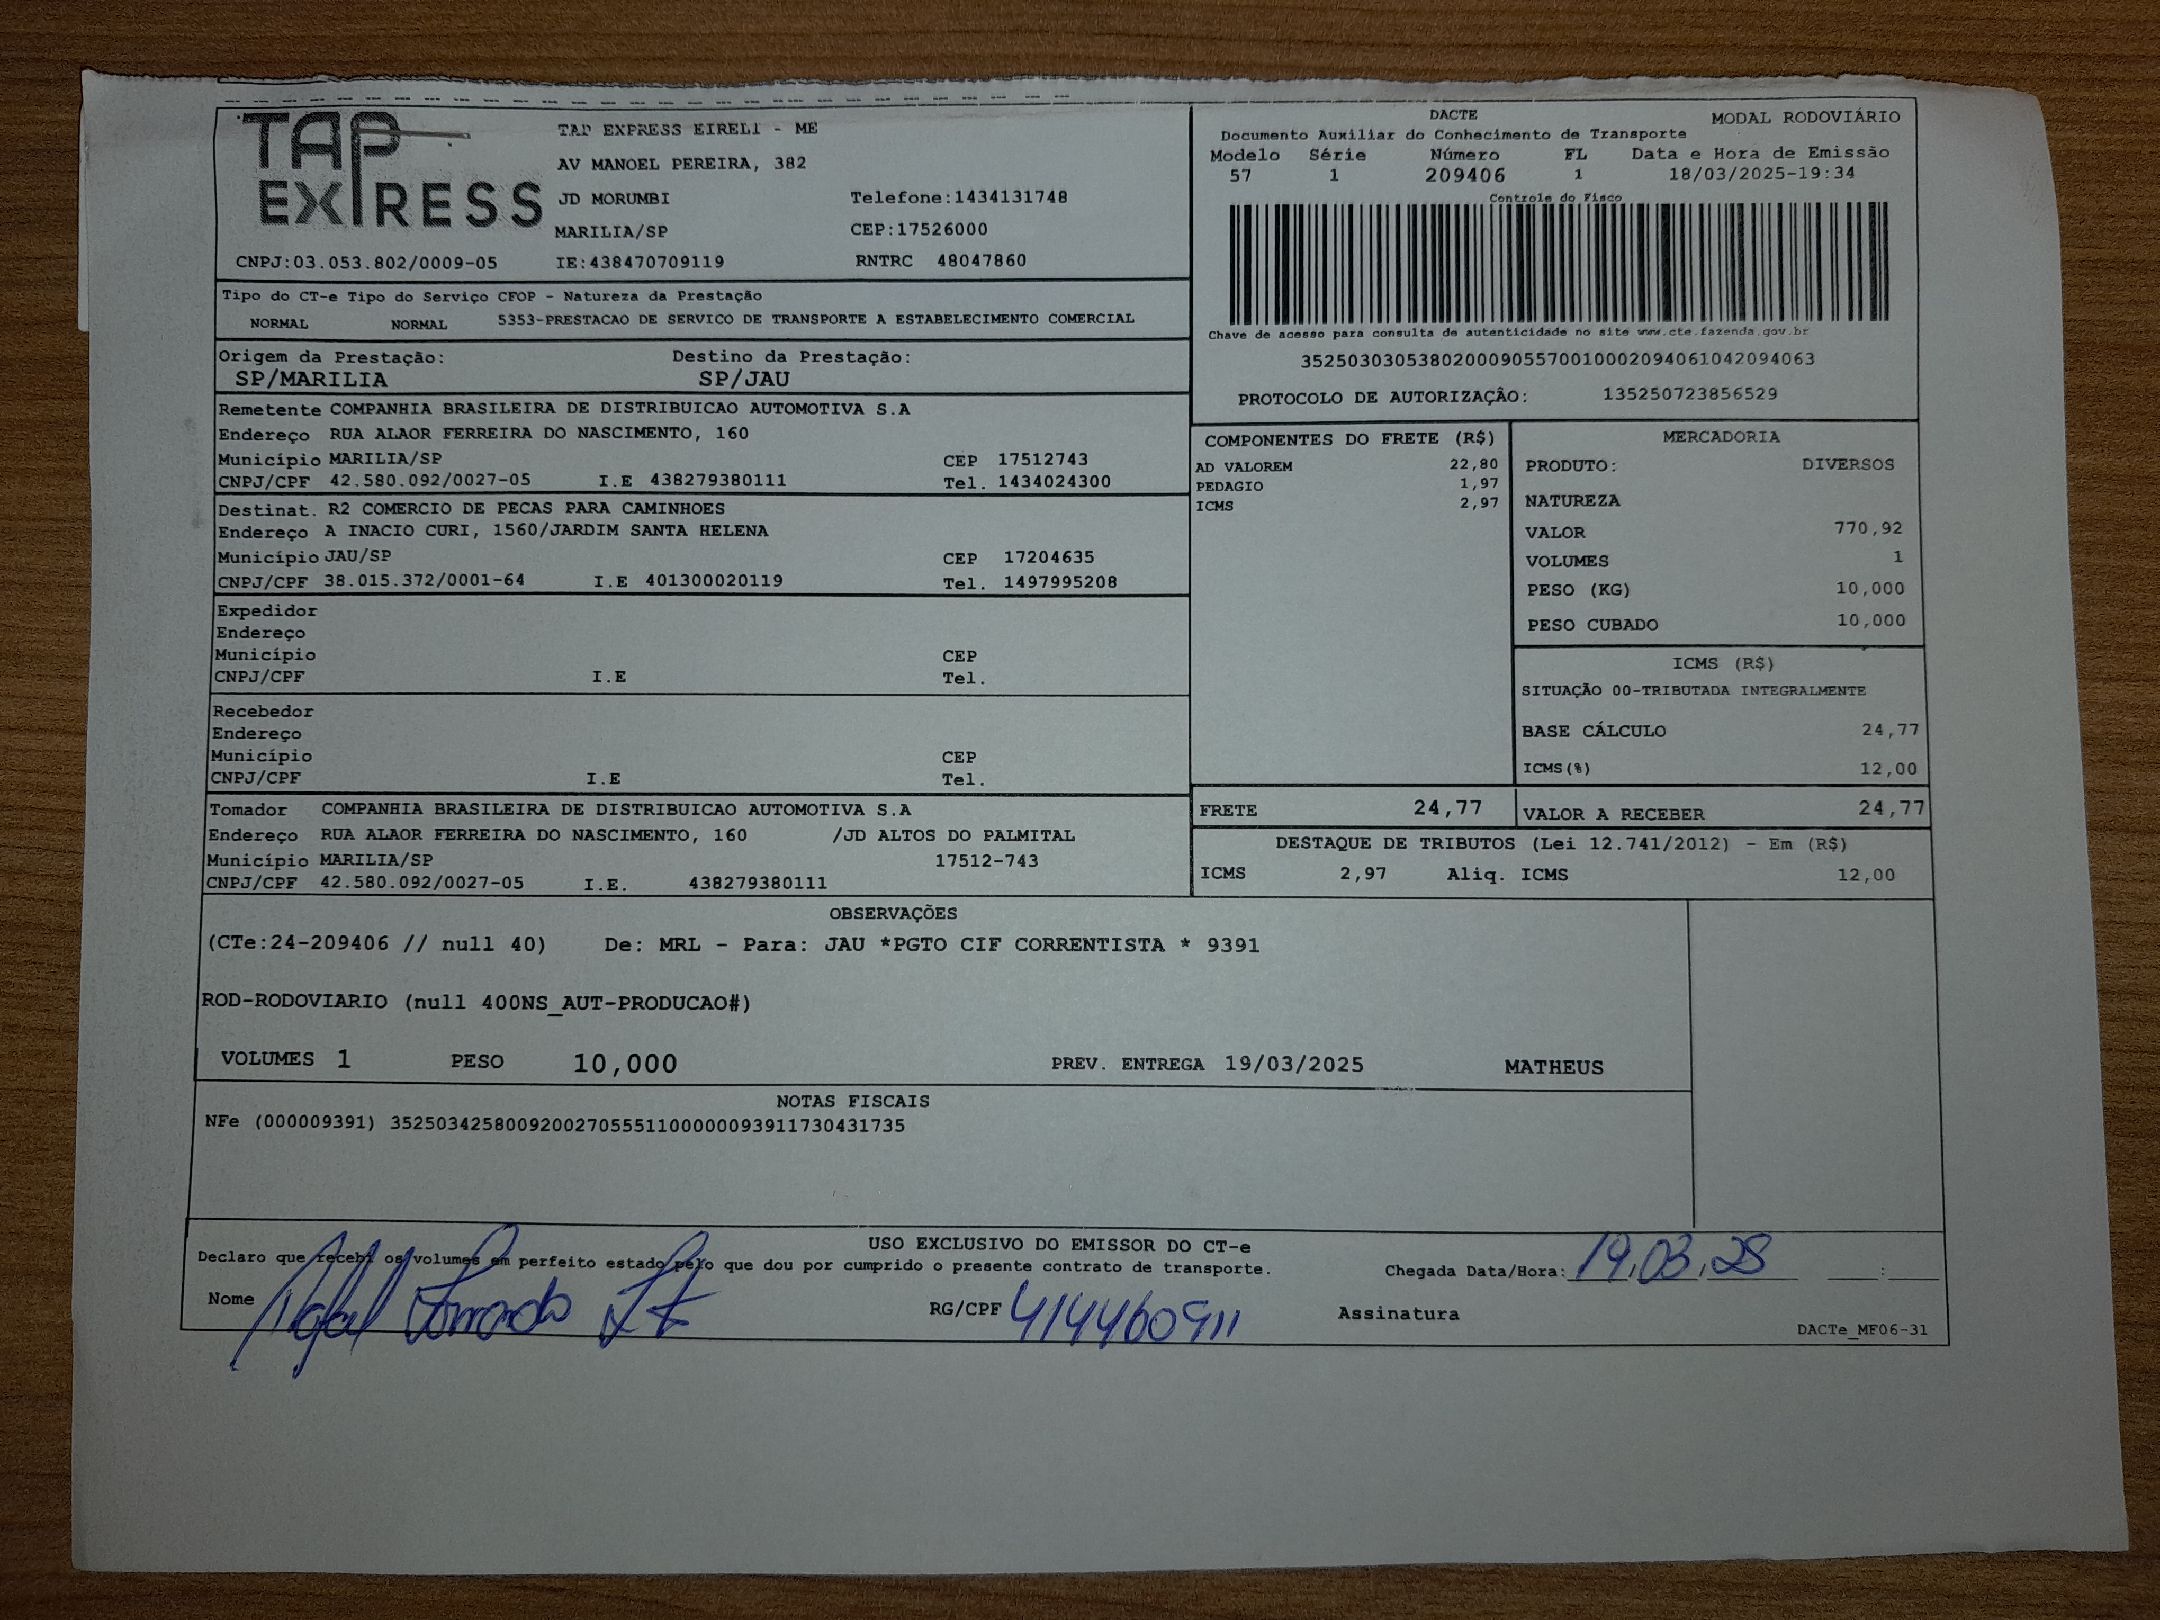 TAP EXPRESS
TAP EXPRESS EIRELI - ME
AV MANOEL PEREIRA, 382
JD MORUMBI Telefone:1434131748
MARILIA/SP CEP:17526000
CNPJ:03.053.802/0009-05 IE:438470709119 RNTRC 48047860
DACTE MODAL RODOVIÁRIO
Documento Auxiliar do Conhecimento de Transporte
Modelo Série Número FL Data e Hora de Emissão
57 1 209406 1 18/03/2025-19:34
Controle do Fisco
Chave de acesso para consulta de autenticidade no site www.cte.fazenda.gov.br
35250303053802000905570010002094061042094063
PROTOCOLO DE AUTORIZAÇÃO: 135250723856529
Tipo do CT-e Tipo do Serviço CFOP - Natureza da Prestação
NORMAL NORMAL 5353-PRESTACAO DE SERVICO DE TRANSPORTE A ESTABELECIMENTO COMERCIAL
Origem da Prestação: Destino da Prestação:
SP/MARILIA SP/JAU
Remetente COMPANHIA BRASILEIRA DE DISTRIBUICAO AUTOMOTIVA S.A
Endereço RUA ALAOR FERREIRA DO NASCIMENTO, 160
Município MARILIA/SP CEP 17512743
CNPJ/CPF 42.580.092/0027-05 I.E 438279380111 Tel. 1434024300
Destinat. R2 COMERCIO DE PECAS PARA CAMINHOES
Endereço A INACIO CURI, 1560/JARDIM SANTA HELENA
Município JAU/SP CEP 17204635
CNPJ/CPF 38.015.372/0001-64 I.E 401300020119 Tel. 1497995208
Expedidor
Endereço
Município CEP
CNPJ/CPF I.E Tel.
Recebedor
Endereço
Município CEP
CNPJ/CPF I.E Tel.
Tomador COMPANHIA BRASILEIRA DE DISTRIBUICAO AUTOMOTIVA S.A
Endereço RUA ALAOR FERREIRA DO NASCIMENTO, 160 /JD ALTOS DO PALMITAL
Município MARILIA/SP 17512-743
CNPJ/CPF 42.580.092/0027-05 I.E. 438279380111
COMPONENTES DO FRETE (R$)
AD VALOREM 22,80
PEDAGIO 1,97
ICMS 2,97
MERCADORIA
PRODUTO: DIVERSOS
NATUREZA
VALOR 770,92
VOLUMES 1
PESO (KG) 10,000
PESO CUBADO 10,000
ICMS (R$)
SITUAÇÃO 00-TRIBUTADA INTEGRALMENTE
BASE CÁLCULO 24,77
ICMS(%) 12,00
FRETE 24,77 VALOR A RECEBER 24,77
DESTAQUE DE TRIBUTOS (Lei 12.741/2012) - Em (R$)
ICMS 2,97 Aliq. ICMS 12,00
OBSERVAÇÕES
(CTe:24-209406 // null 40) De: MRL - Para: JAU *PGTO CIF CORRENTISTA * 9391
ROD-RODOVIARIO (null 400NS_AUT-PRODUCAO#)
VOLUMES 1 PESO 10,000 PREV. ENTREGA 19/03/2025 MATHEUS
NOTAS FISCAIS
NFe (000009391) 35250342580092002705551100000093911730431735
USO EXCLUSIVO DO EMISSOR DO CT-e
Declaro que recebi os volumes em perfeito estado pelo que dou por cumprido o presente contrato de transporte.
Chegada Data/Hora: 19.03.25 :
Nome RG/CPF 414460911 Assinatura
DACTe_MF06-31